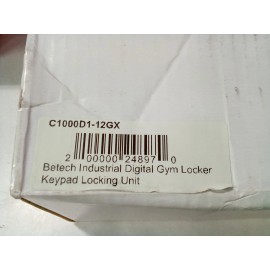 C1000D1-12GX
2 00000 24897 0
Betech Industrial Digital Gym Locker
Keypad Locking Unit